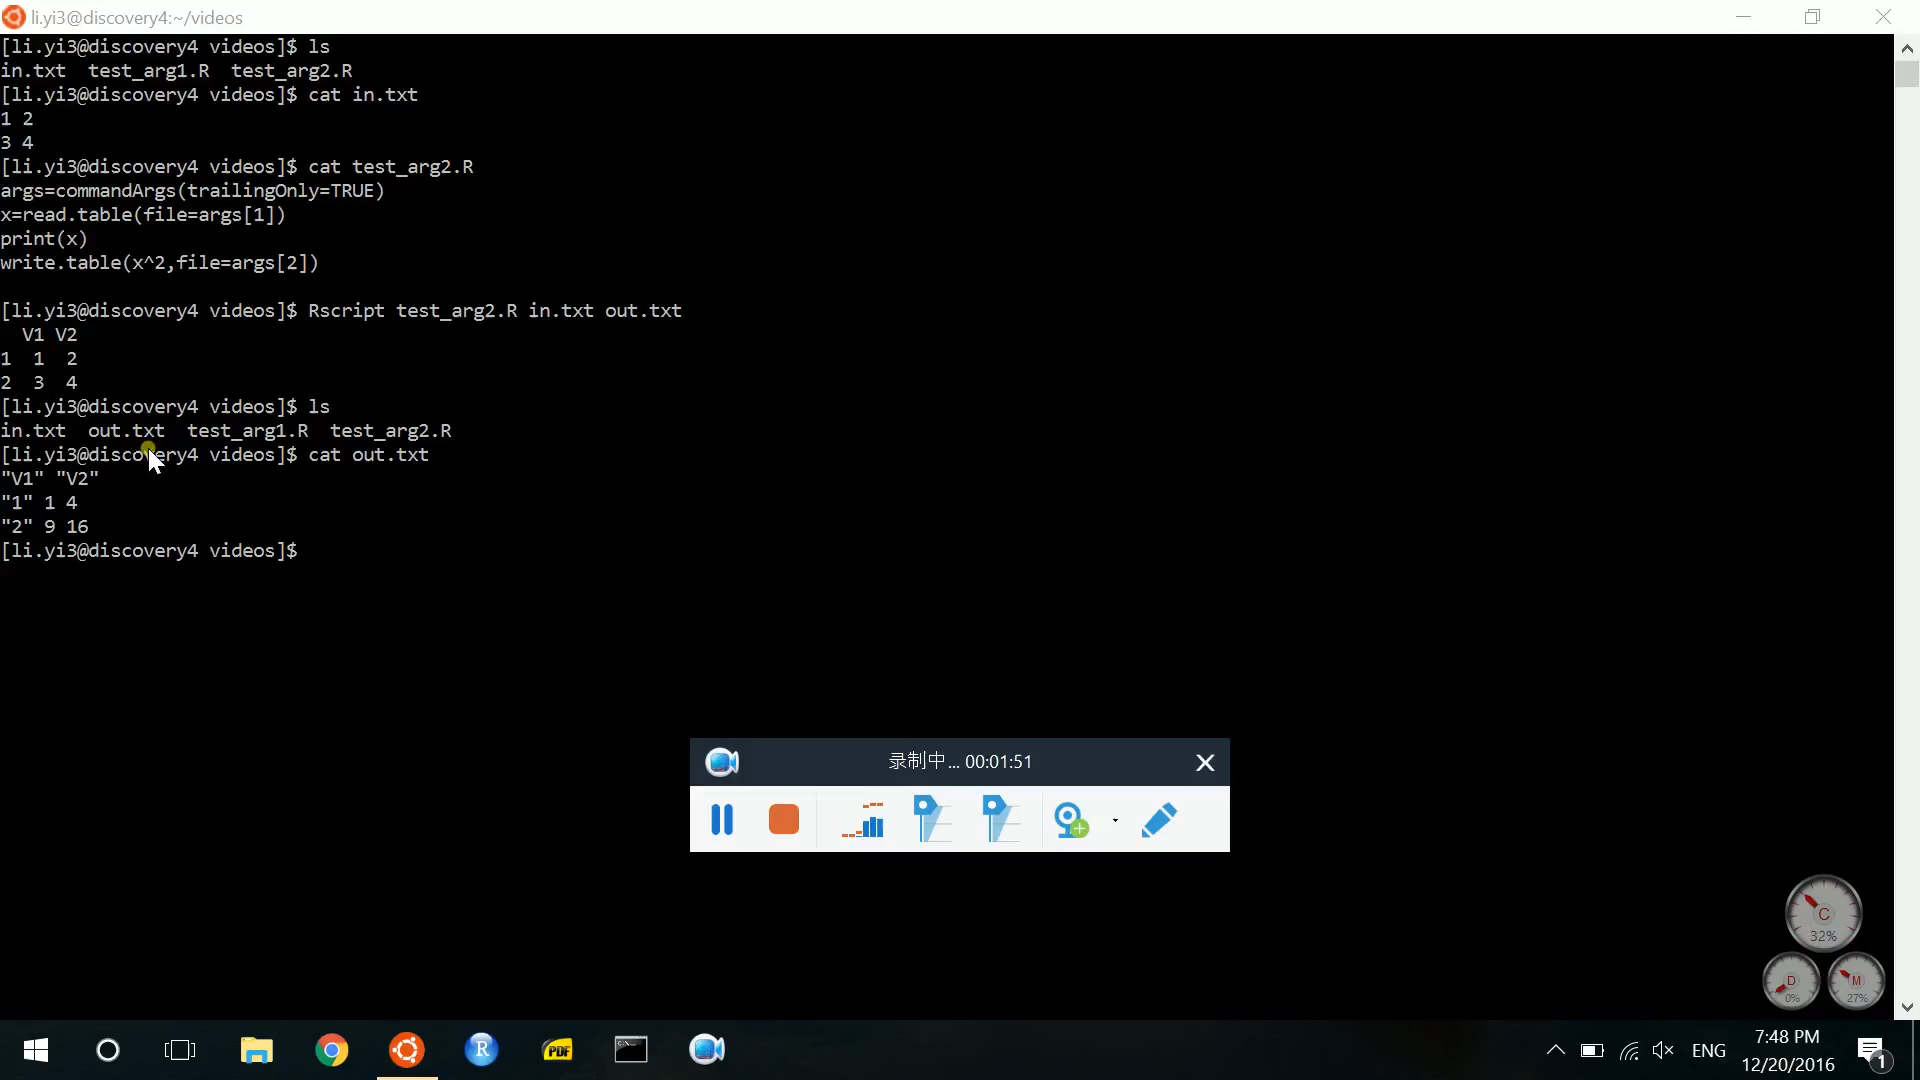 li.yi3@discovery4:~/videos
[li.yi3@discovery4 videos]$ ls
in.txt  test_arg1.R  test_arg2.R
[li.yi3@discovery4 videos]$ cat in.txt
1 2
3 4
[li.yi3@discovery4 videos]$ cat test_arg2.R
args=commandArgs(trailingOnly=TRUE)
x=read.table(file=args[1])
print(x)
write.table(x^2,file=args[2])
[li.yi3@discovery4 videos]$ Rscript test_arg2.R in.txt out.txt
  V1 V2
1  1  2
2  3  4
[li.yi3@discovery4 videos]$ ls
in.txt  out.txt  test_arg1.R  test_arg2.R
[li.yi3@discovery4 videos]$ cat out.txt
"V1" "V2"
"1" 1 4
"2" 9 16
[li.yi3@discovery4 videos]$
录制中... 00:01:51
C
32%
D
0%
M
27%
R
PDF
C:\_
ENG
7:48 PM
12/20/2016
1